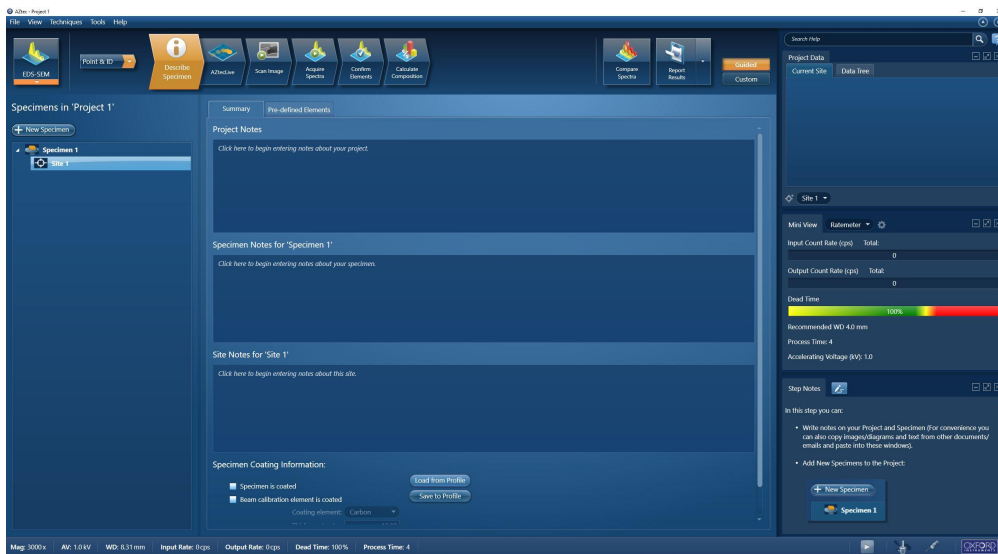 AZtec - Project 1
File View Techniques Tools Help
EDS-SEM
Point & ID
Describe Specimen
AZtecLive
Scan Image
Acquire Spectra
Confirm Elements
Calculate Composition
Compare Spectra
Report Results
Guided
Custom
Specimens in 'Project 1'
+ New Specimen
Specimen 1
Site 1
Summary Pre-defined Elements
Project Notes
Click here to begin entering notes about your project.
Specimen Notes for 'Specimen 1'
Click here to begin entering notes about your specimen.
Site Notes for 'Site 1'
Click here to begin entering notes about this site.
Specimen Coating Information:
Specimen is coated
Beam calibration element is coated
Load from Profile
Save to Profile
Coating element: Carbon
Search Help
Project Data
Current Site Data Tree
Site 1
Mini View Ratemeter
Input Count Rate (cps) Total:
0
Output Count Rate (cps) Total:
0
Dead Time
100%
Recommended WD 4.0 mm
Process Time: 4
Accelerating Voltage (kV): 1.0
Step Notes
In this step you can:
• Write notes on your Project and Specimen (For convenience you
can also copy images/diagrams and text from other documents/
emails and paste into these windows).
• Add New Specimens to the Project:
+ New Specimen
Specimen 1
Mag: 3000 x AV: 1.0 kV WD: 8.31 mm Input Rate: 0 cps Output Rate: 0 cps Dead Time: 100% Process Time: 4
OXFORD
INSTRUMENTS